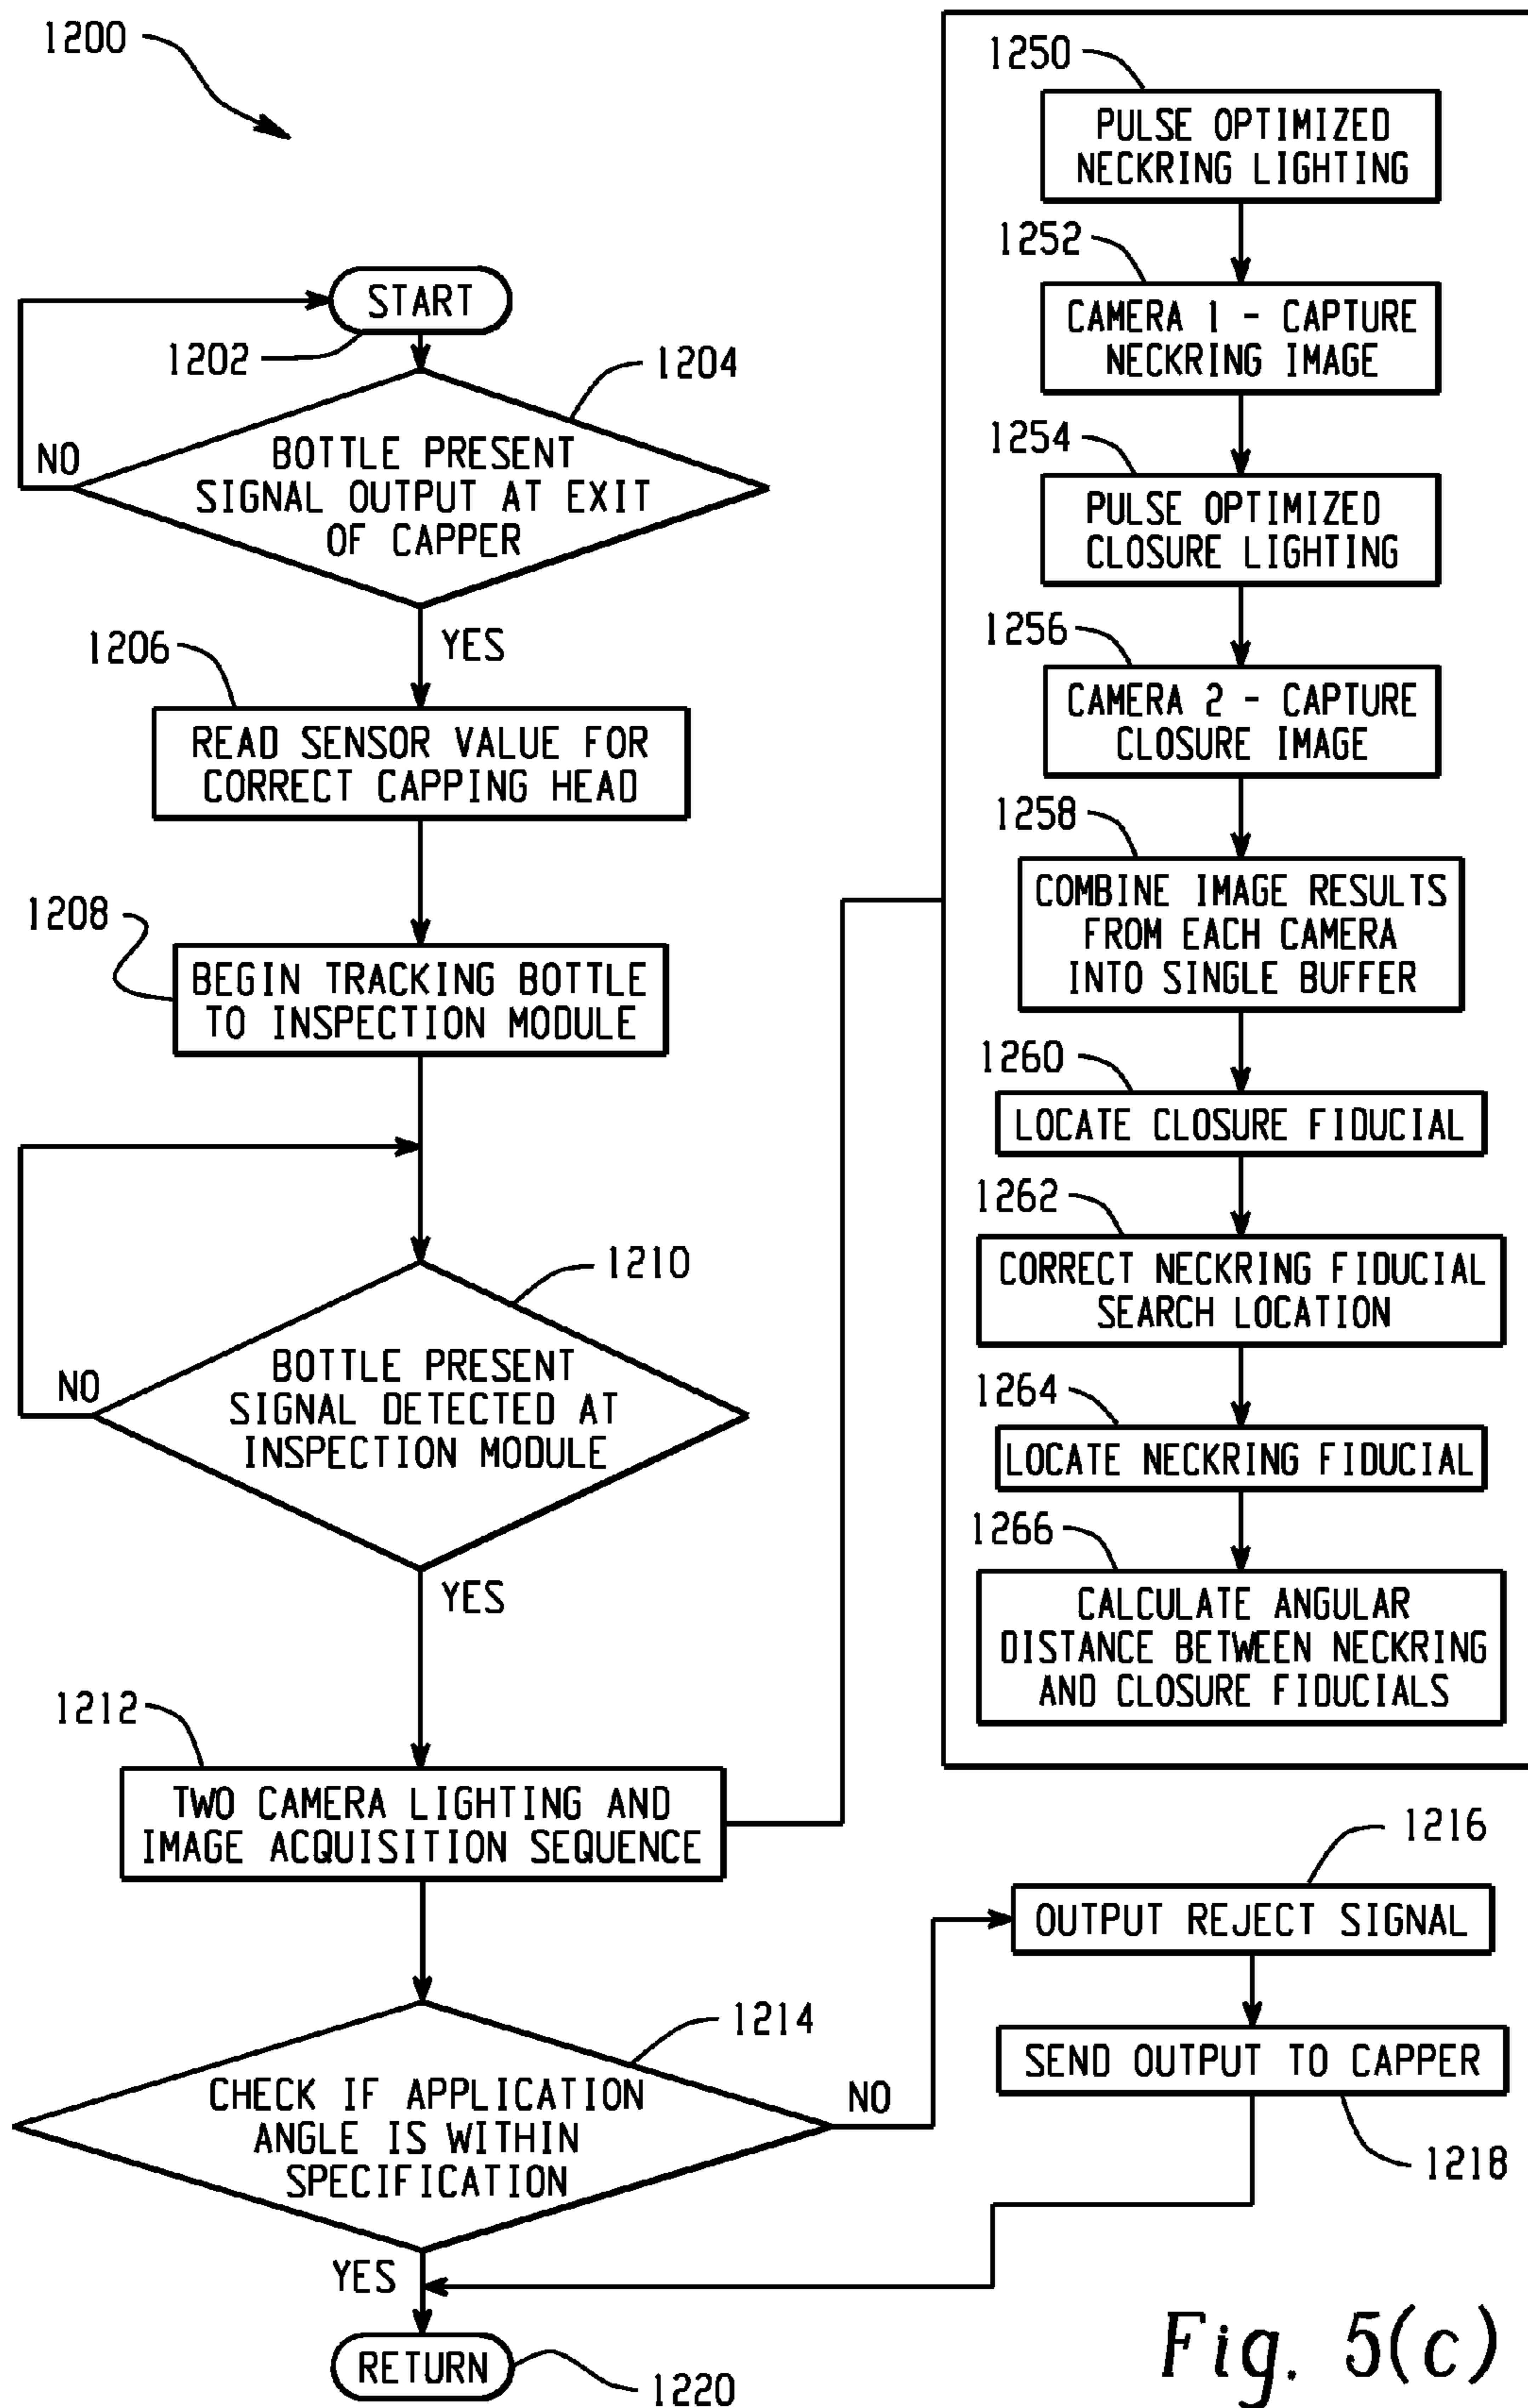 1200
START
1202
1204
NO
BOTTLE PRESENT
SIGNAL OUTPUT AT EXIT
OF CAPPER
YES
1206
READ SENSOR VALUE FOR
CORRECT CAPPING HEAD
1208
BEGIN TRACKING BOTTLE
TO INSPECTION MODULE
1210
NO
BOTTLE PRESENT
SIGNAL DETECTED AT
INSPECTION MODULE
YES
1212
TWO CAMERA LIGHTING AND
IMAGE ACQUISITION SEQUENCE
1214
CHECK IF APPLICATION
ANGLE IS WITHIN
SPECIFICATION
NO
YES
RETURN
1220
1250
PULSE OPTIMIZED
NECKRING LIGHTING
1252
CAMERA 1 - CAPTURE
NECKRING IMAGE
1254
PULSE OPTIMIZED
CLOSURE LIGHTING
1256
CAMERA 2 - CAPTURE
CLOSURE IMAGE
1258
COMBINE IMAGE RESULTS
FROM EACH CAMERA
INTO SINGLE BUFFER
1260
LOCATE CLOSURE FIDUCIAL
1262
CORRECT NECKRING FIDUCIAL
SEARCH LOCATION
1264
LOCATE NECKRING FIDUCIAL
1266
CALCULATE ANGULAR
DISTANCE BETWEEN NECKRING
AND CLOSURE FIDUCIALS
1216
OUTPUT REJECT SIGNAL
SEND OUTPUT TO CAPPER
1218
Fig. 5(c)